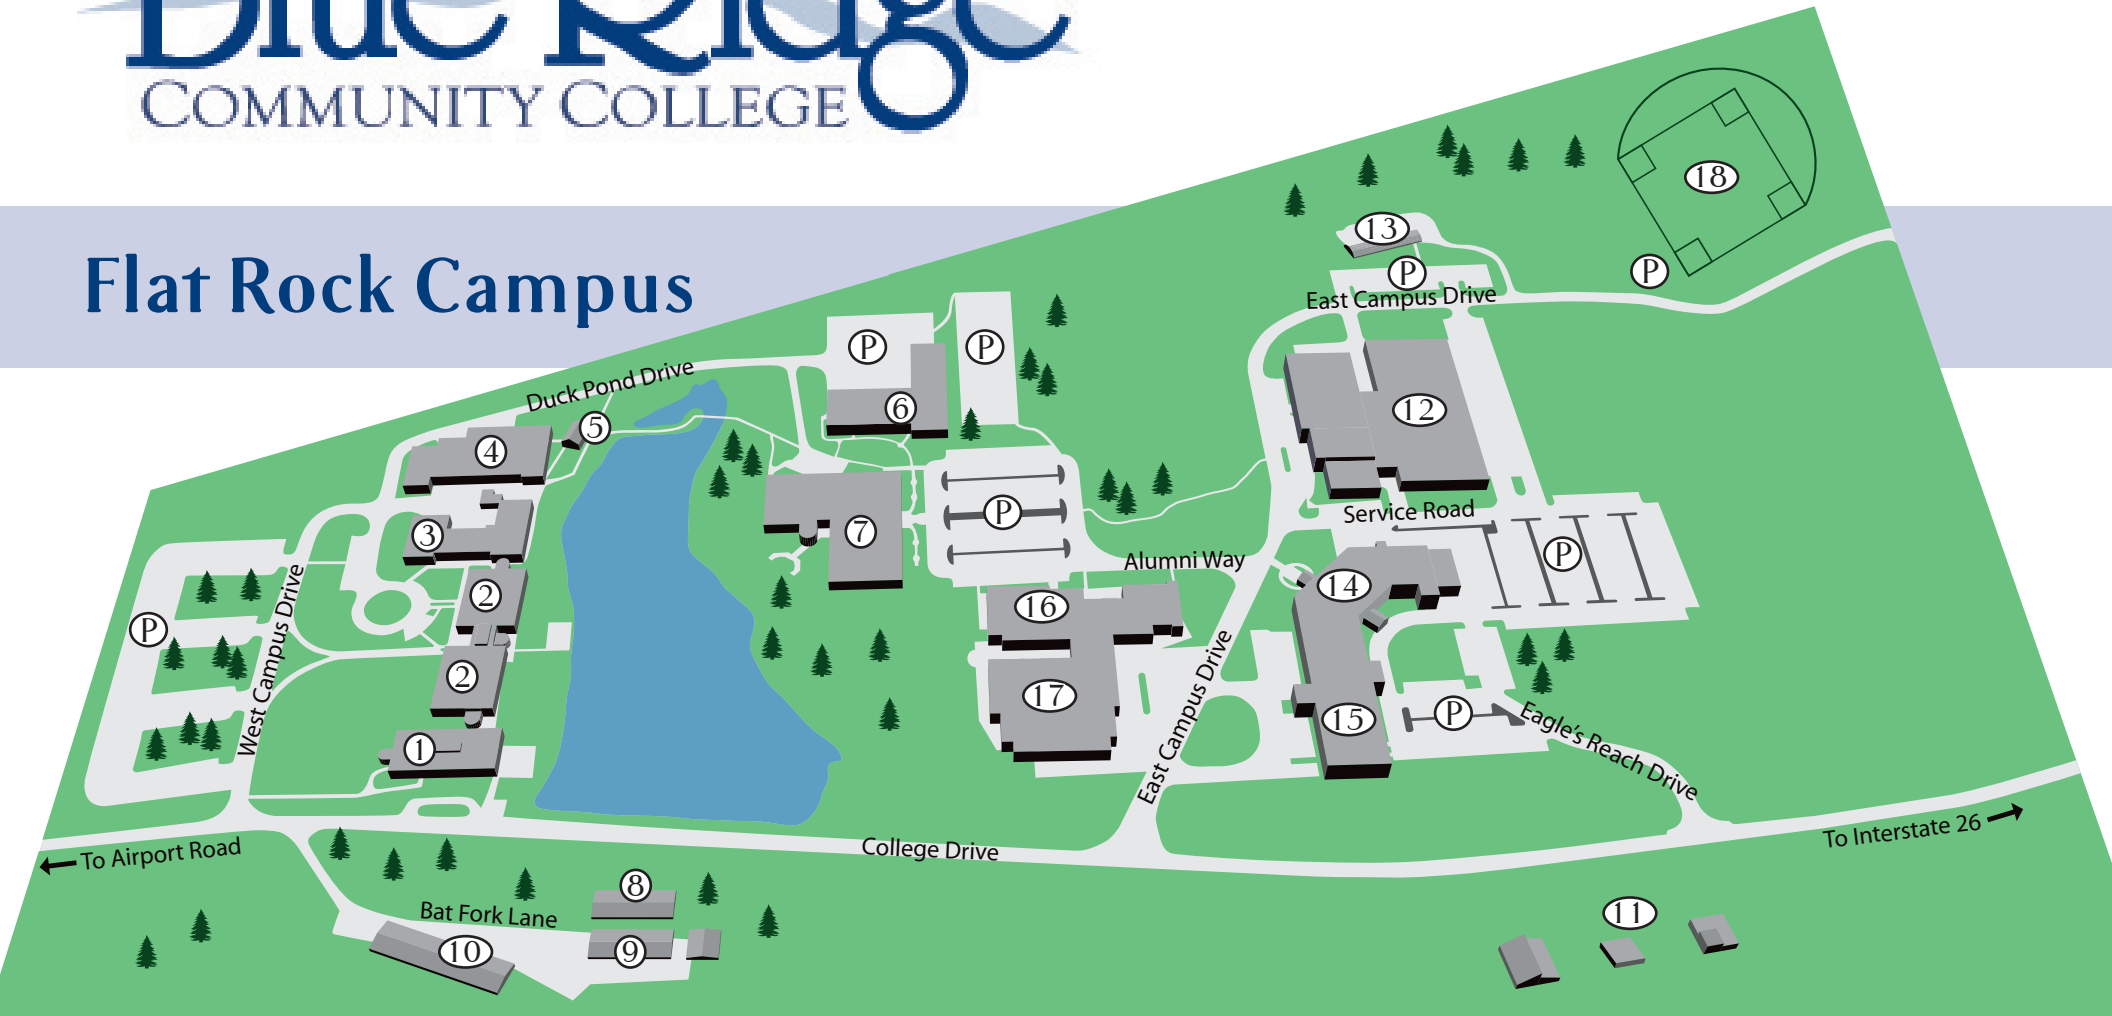 Blue Ridge
COMMUNITY COLLEGE
Flat Rock Campus
18
13
P
P
East Campus Drive
P
P
Duck Pond Drive
6
5
12
4
P
Service Road
3
7
P
Alumni Way
14
2
16
P
West Campus Drive
2
17
East Campus Drive
15
P
Eagle's Reach Drive
1
To Interstate 26
College Drive
To Airport Road
8
Bat Fork Lane
11
10
9